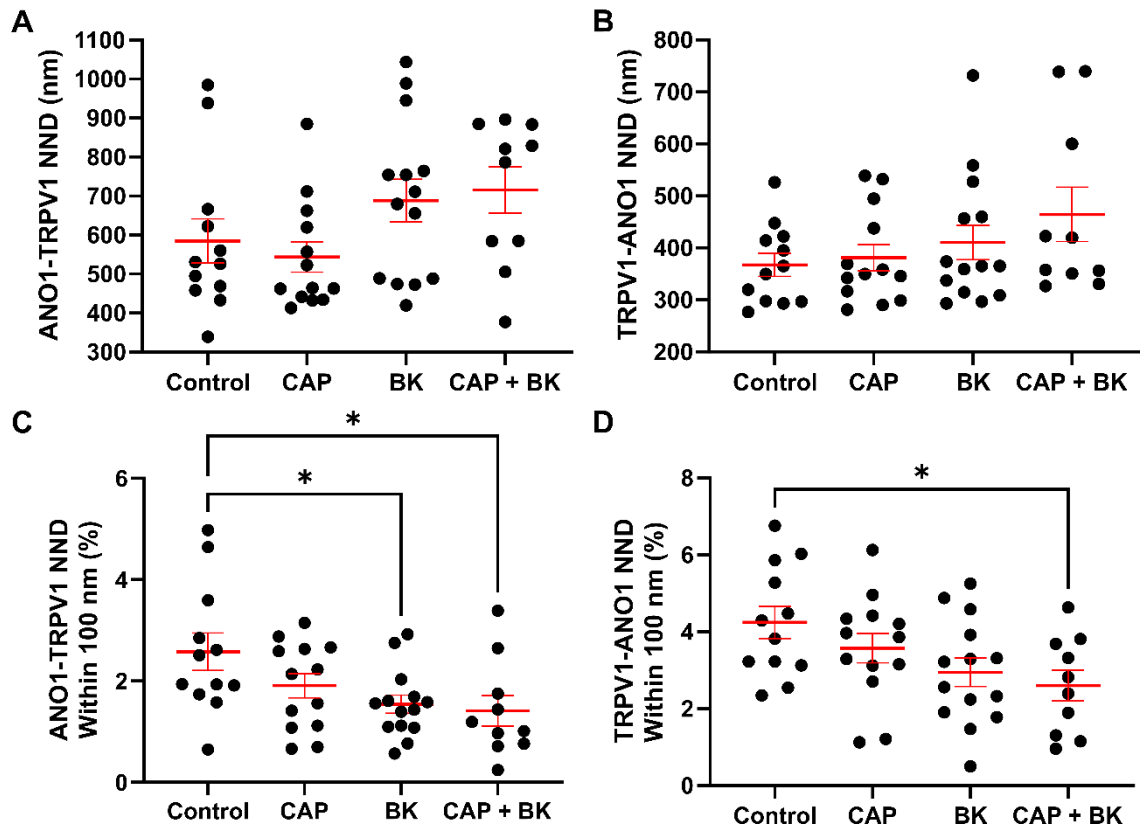 A
ANO1-TRPV1 NND (nm)
1100
1000
900
800
700
600
500
400
300
Control CAP BK CAP + BK
B
TRPV1-ANO1 NND (nm)
800
700
600
500
400
300
200
Control CAP BK CAP + BK
C
ANO1-TRPV1 NND
Within 100 nm (%)
6
4
2
0
*
*
Control CAP BK CAP + BK
D
TRPV1-ANO1 NND
Within 100 nm (%)
8
6
4
2
0
*
Control CAP BK CAP + BK